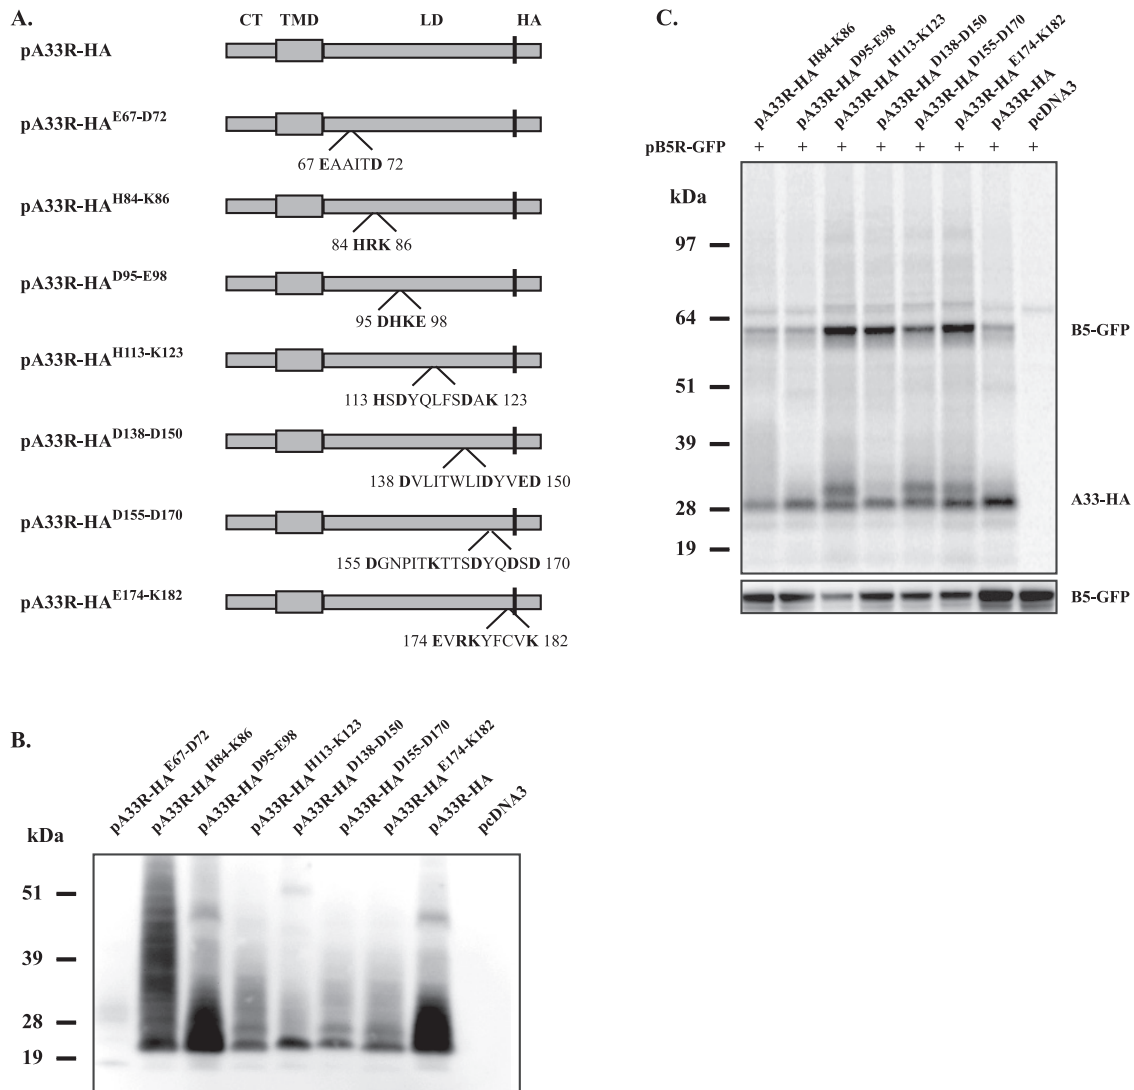 A.
CT TMD LD HA
pA33R-HA
pA33R-HA^E67-D72
67 EAAITD 72
pA33R-HA^H84-K86
84 HRK 86
pA33R-HA^D95-E98
95 DHKE 98
pA33R-HA^H113-K123
113 HSDYQLFSDAK 123
pA33R-HA^D138-D150
138 DVLITWLIDYVED 150
pA33R-HA^D155-D170
155 DGNPITKTTSDYQDSD 170
pA33R-HA^E174-K182
174 EVRKYFCVK 182
B.
pA33R-HA^E67-D72
pA33R-HA^H84-K86
pA33R-HA^D95-E98
pA33R-HA^H113-K123
pA33R-HA^D138-D150
pA33R-HA^D155-D170
pA33R-HA^E174-K182
pA33R-HA
pcDNA3
kDa
51
39
28
19
C.
pA33R-HA^H84-K86
pA33R-HA^D95-E98
pA33R-HA^H113-K123
pA33R-HA^D138-D150
pA33R-HA^D155-D170
pA33R-HA^E174-K182
pA33R-HA
pcDNA3
pB5R-GFP + + + + + + + +
kDa
97
64
51
39
28
19
B5-GFP
A33-HA
B5-GFP